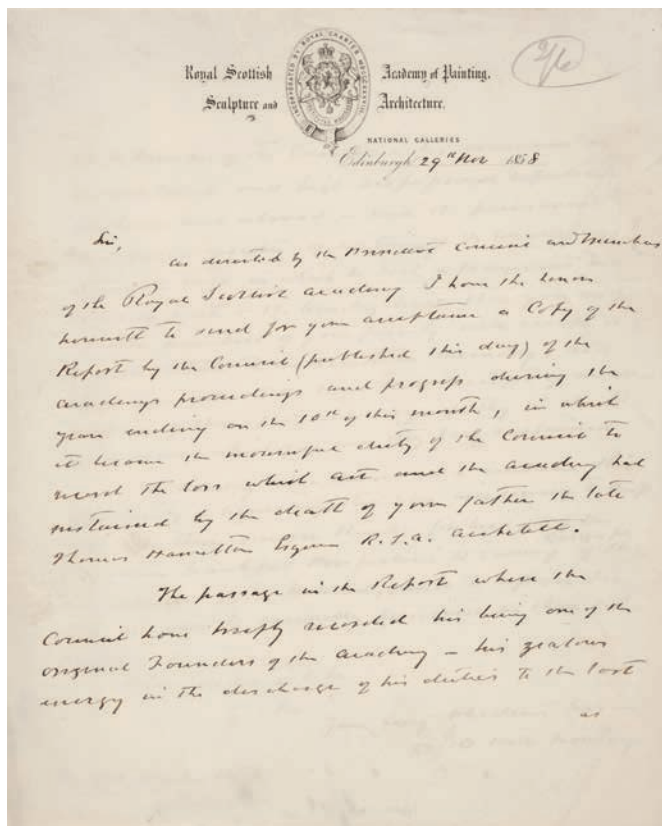 Royal Scottish Academy of Painting,
Sculpture and Architecture.
INCORPORATED BY ROYAL CHARTER
NATIONAL GALLERIES
Edinburgh 29th Nov 1858
Sir,
as directed by the President Council and Members
of the Royal Scottish Academy I have the honor
herewith to send for your acceptance a Copy of the
Report by the Council (published this day) of the
academys proceedings and progress during the
year ending on the 10th of this month, in which
it became the mournful duty of the Council to
record the loss which art and the academy had
sustained by the death of your father the late
Thomas Hamilton Esquire R.S.A. Architect.
The passage in the Report where the
Council have briefly recorded his being one of the
original Founders of the Academy – his zealous
energy in the discharge of his duties to the last
as